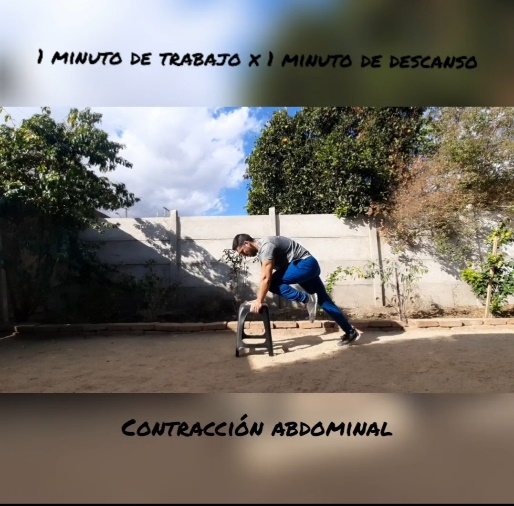 1 minuto de trabajo x 1 minuto de descanso
Contracción abdominal